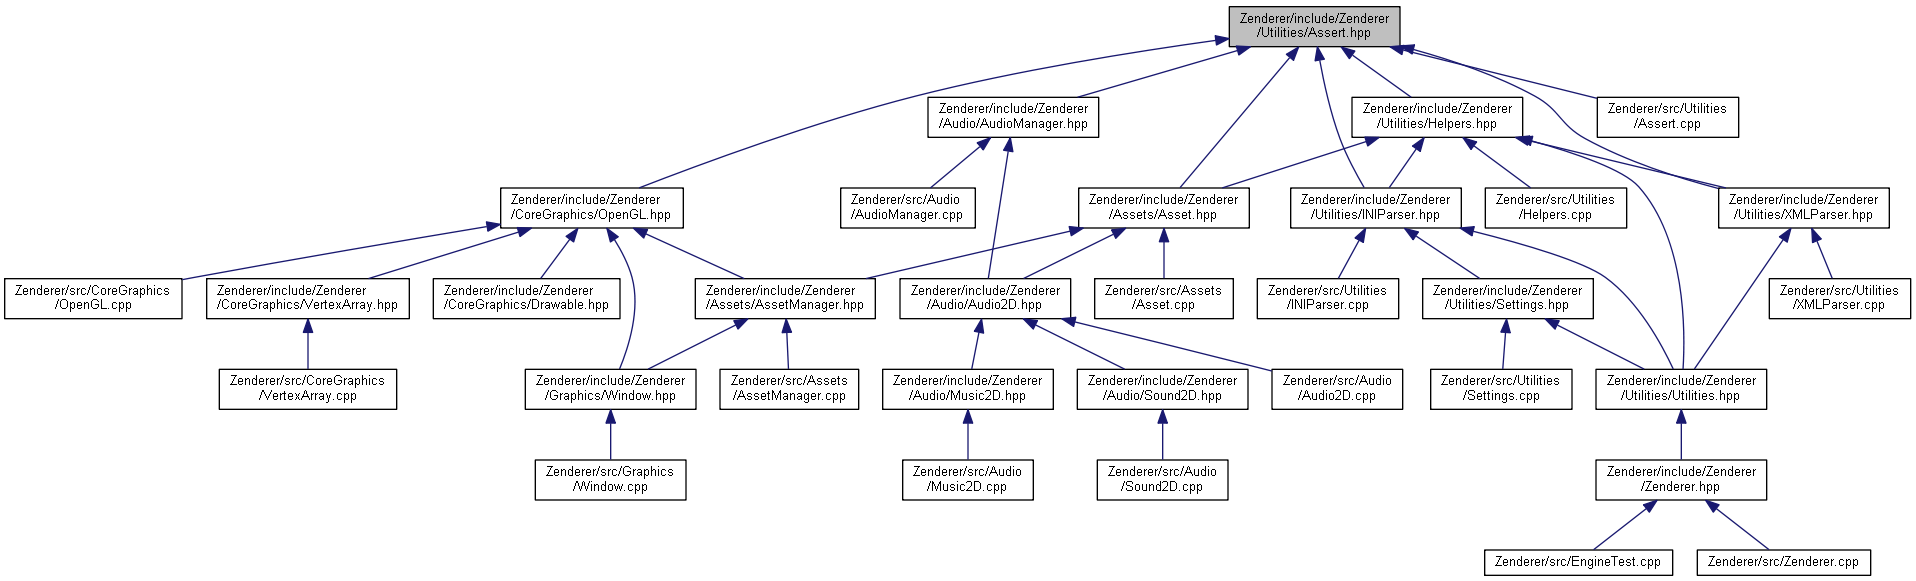 Zenderer/include/Zenderer
/Utilities/Assert.hpp
Zenderer/include/Zenderer
/Audio/AudioManager.hpp
Zenderer/include/Zenderer
/Utilities/Helpers.hpp
Zenderer/src/Utilities
/Assert.cpp
Zenderer/include/Zenderer
/CoreGraphics/OpenGL.hpp
Zenderer/src/Audio
/AudioManager.cpp
Zenderer/include/Zenderer
/Assets/Asset.hpp
Zenderer/include/Zenderer
/Utilities/INIParser.hpp
Zenderer/src/Utilities
/Helpers.cpp
Zenderer/include/Zenderer
/Utilities/XMLParser.hpp
Zenderer/src/CoreGraphics
/OpenGL.cpp
Zenderer/include/Zenderer
/CoreGraphics/VertexArray.hpp
Zenderer/include/Zenderer
/CoreGraphics/Drawable.hpp
Zenderer/include/Zenderer
/Assets/AssetManager.hpp
Zenderer/include/Zenderer
/Audio/Audio2D.hpp
Zenderer/src/Assets
/Asset.cpp
Zenderer/src/Utilities
/INIParser.cpp
Zenderer/include/Zenderer
/Utilities/Settings.hpp
Zenderer/src/Utilities
/XMLParser.cpp
Zenderer/src/CoreGraphics
/VertexArray.cpp
Zenderer/include/Zenderer
/Graphics/Window.hpp
Zenderer/src/Assets
/AssetManager.cpp
Zenderer/include/Zenderer
/Audio/Music2D.hpp
Zenderer/include/Zenderer
/Audio/Sound2D.hpp
Zenderer/src/Audio
/Audio2D.cpp
Zenderer/src/Utilities
/Settings.cpp
Zenderer/include/Zenderer
/Utilities/Utilities.hpp
Zenderer/src/Graphics
/Window.cpp
Zenderer/src/Audio
/Music2D.cpp
Zenderer/src/Audio
/Sound2D.cpp
Zenderer/include/Zenderer
/Zenderer.hpp
Zenderer/src/EngineTest.cpp
Zenderer/src/Zenderer.cpp